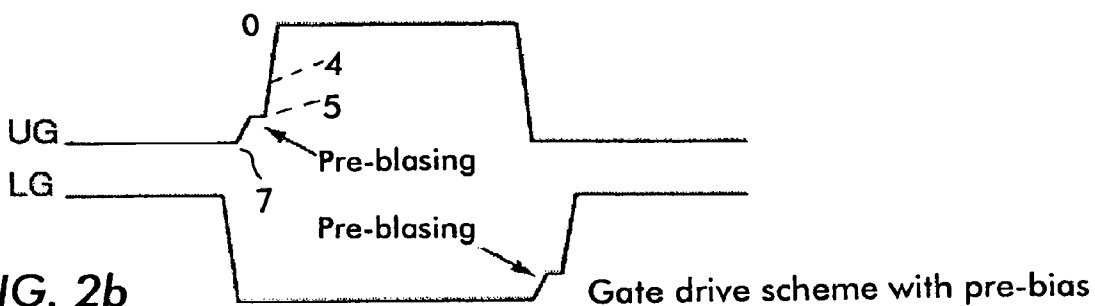 0
4
5
UG
Pre-blasing
LG
7
Pre-blasing
IG. 2b
Gate drive scheme with pre-bias